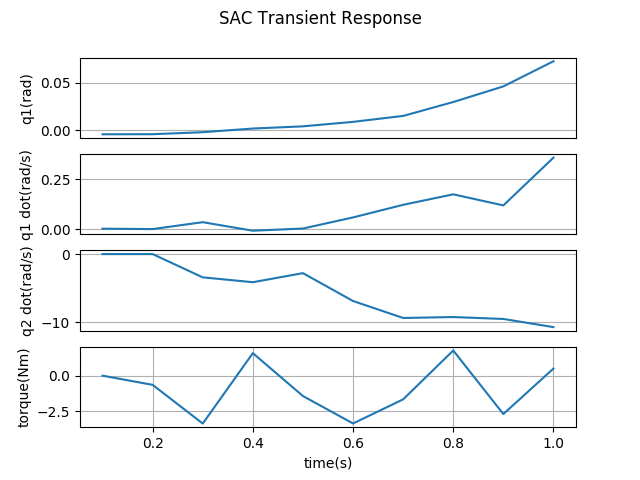 SAC Transient Response
q1(rad)
0.05
0.00
q1 dot(rad/s)
0.25
0.00
q2 dot(rad/s)
0
−10
torque(Nm)
0.0
−2.5
0.2 0.4 0.6 0.8 1.0
time(s)